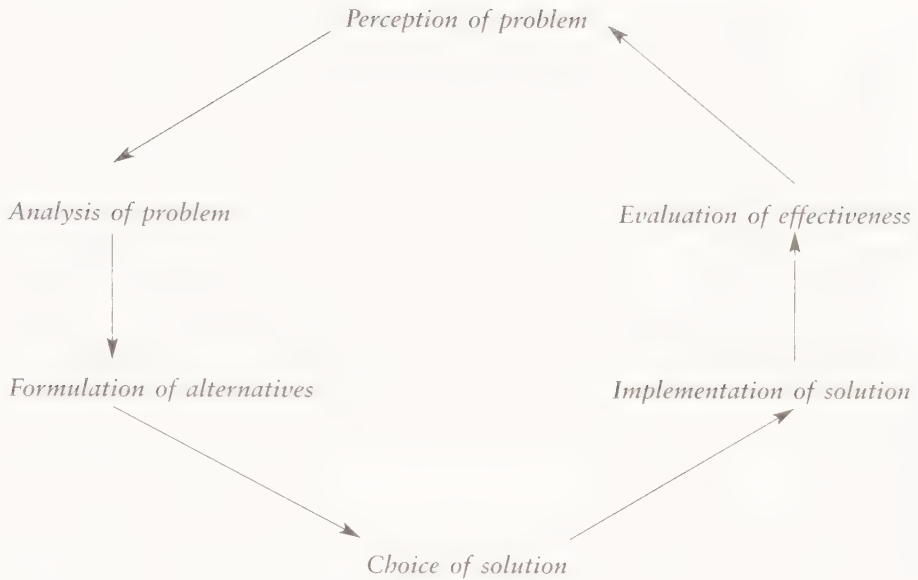 Perception of problem
Analysis of problem
Evaluation of effectiveness
Formulation of alternatives
Implementation of solution
Choice of solution